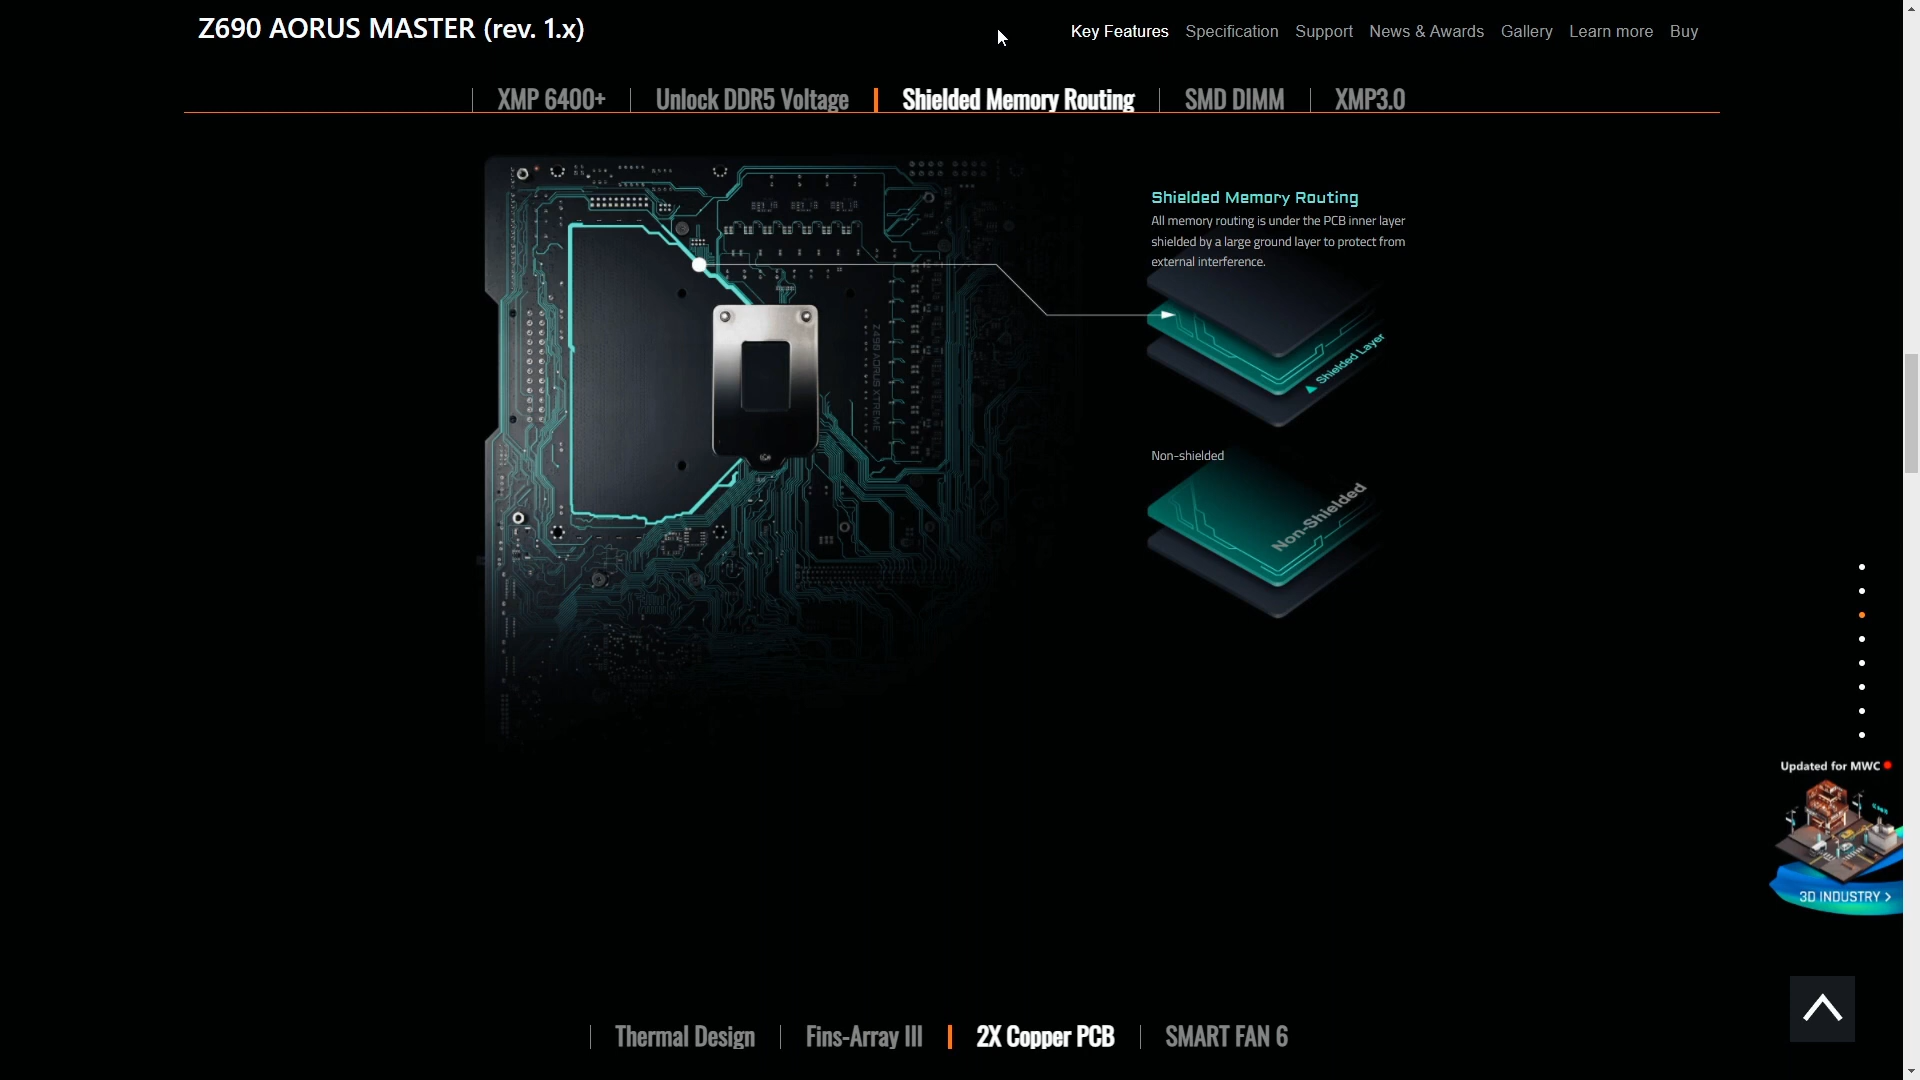 Z690 AORUS MASTER (rev. 1.x)
Key Features
Specification
Support
News & Awards
Gallery
Learn more
Buy
XMP 6400+
Unlock DDR5 Voltage
Shielded Memory Routing
SMD DIMM
XMP3.0
Shielded Memory Routing
All memory routing is under the PCB inner layer
shielded by a large ground layer to protect from
external interference.
Shielded Layer
Z490 AORUS XTREME
Non-shielded
Non-Shielded
Updated for MWC
3D INDUSTRY >
Thermal Design
Fins-Array III
2X Copper PCB
SMART FAN 6